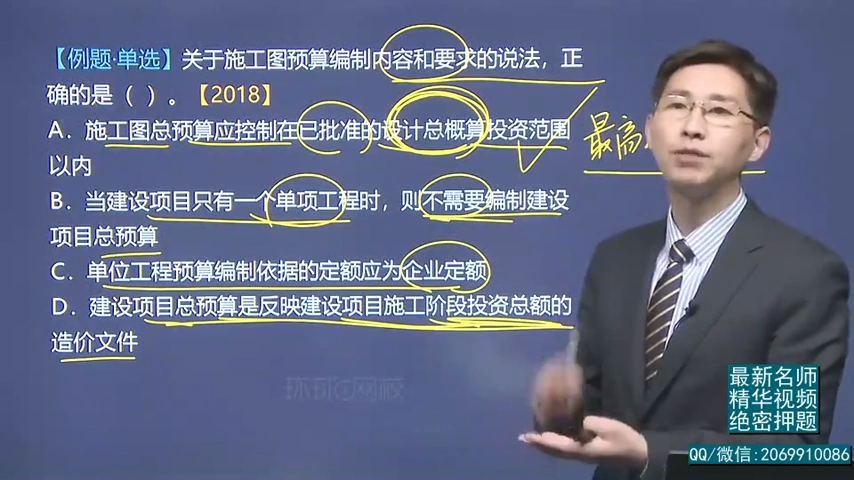 【例题·单选】关于施工图预算编制内容和要求的说法，正
确的是（ ）。【2018】
A．施工图总预算应控制在已批准的设计总概算投资范围
以内
最高
B．当建设项目只有一个单项工程时，则不需要编制建设
项目总预算
C．单位工程预算编制依据的定额应为企业定额
D．建设项目总预算是反映建设项目施工阶段投资总额的
造价文件
环球网校
最新名师
精华视频
绝密押题
QQ/微信:2069910086